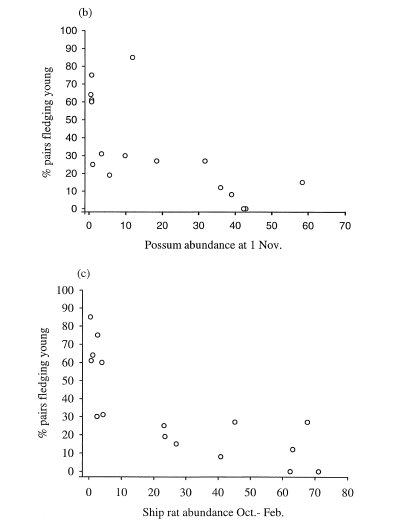 (b)
100
90
80
70
60
50
40
30
20
10
0
% pairs fledging young
0 10 20 30 40 50 60 70
Possum abundance at 1 Nov.
(c)
100
90
80
70
60
50
40
30
20
10
0
% pairs fledging young
0 10 20 30 40 50 60 70 80
Ship rat abundance Oct.- Feb.